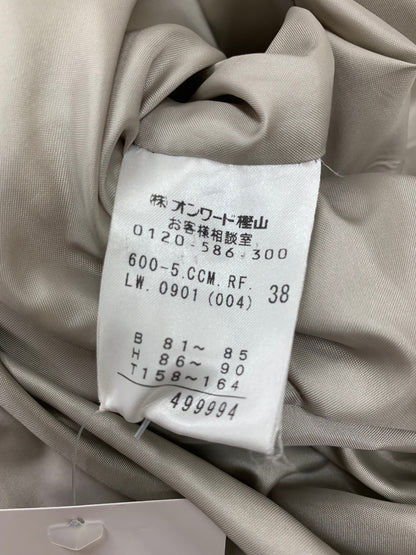 (株)オンワード樫山
お客様相談室
0120-586-300
600-5.CCM.RF.
LW.0901(004) 38
B 81~ 85
H 86~ 90
T158~164
499994